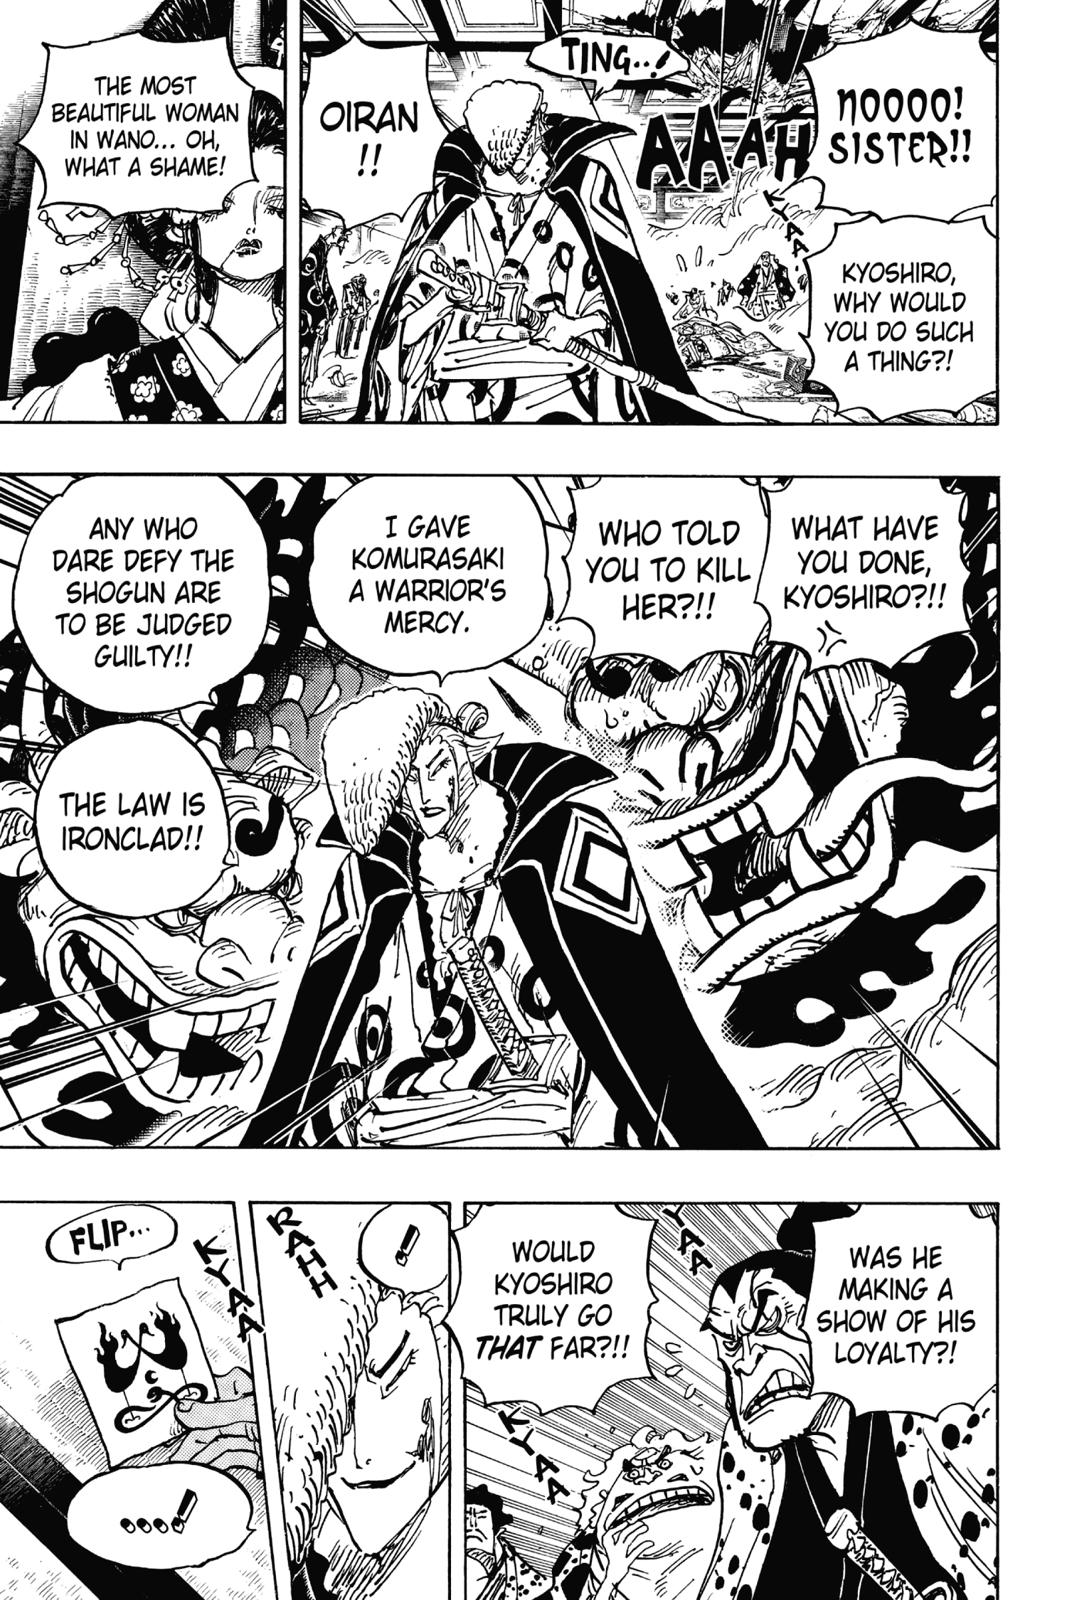 NOOOO!
SISTER!!
KYOSHIRO,
WHY WOULD
YOU DO SUCH
A THING?!
KYAA
AAAH
TING..!
OIRAN
!!
THE MOST
BEAUTIFUL WOMAN
IN WANO... OH,
WHAT A SHAME!
WHAT HAVE
YOU DONE,
KYOSHIRO?!!
WHO TOLD
YOU TO KILL
HER?!!
I GAVE
KOMURASAKI
A WARRIOR'S
MERCY.
ANY WHO
DARE DEFY THE
SHOGUN ARE
TO BE JUDGED
GUILTY!!
THE LAW IS
IRONCLAD!!
WAS HE
MAKING A
SHOW OF HIS
LOYALTY?!
YAA
WOULD
KYOSHIRO
TRULY GO
THAT FAR?!!
KYAA
!
RAHH
KYAA
FLIP...
...!